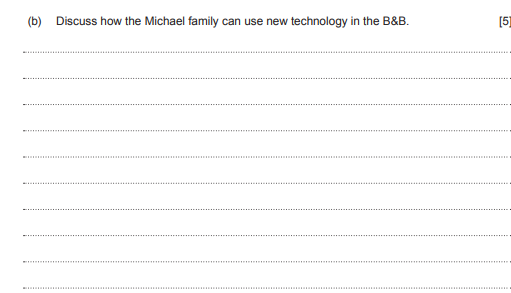 (b) Discuss how the Michael family can use new technology in the B&B. [5]